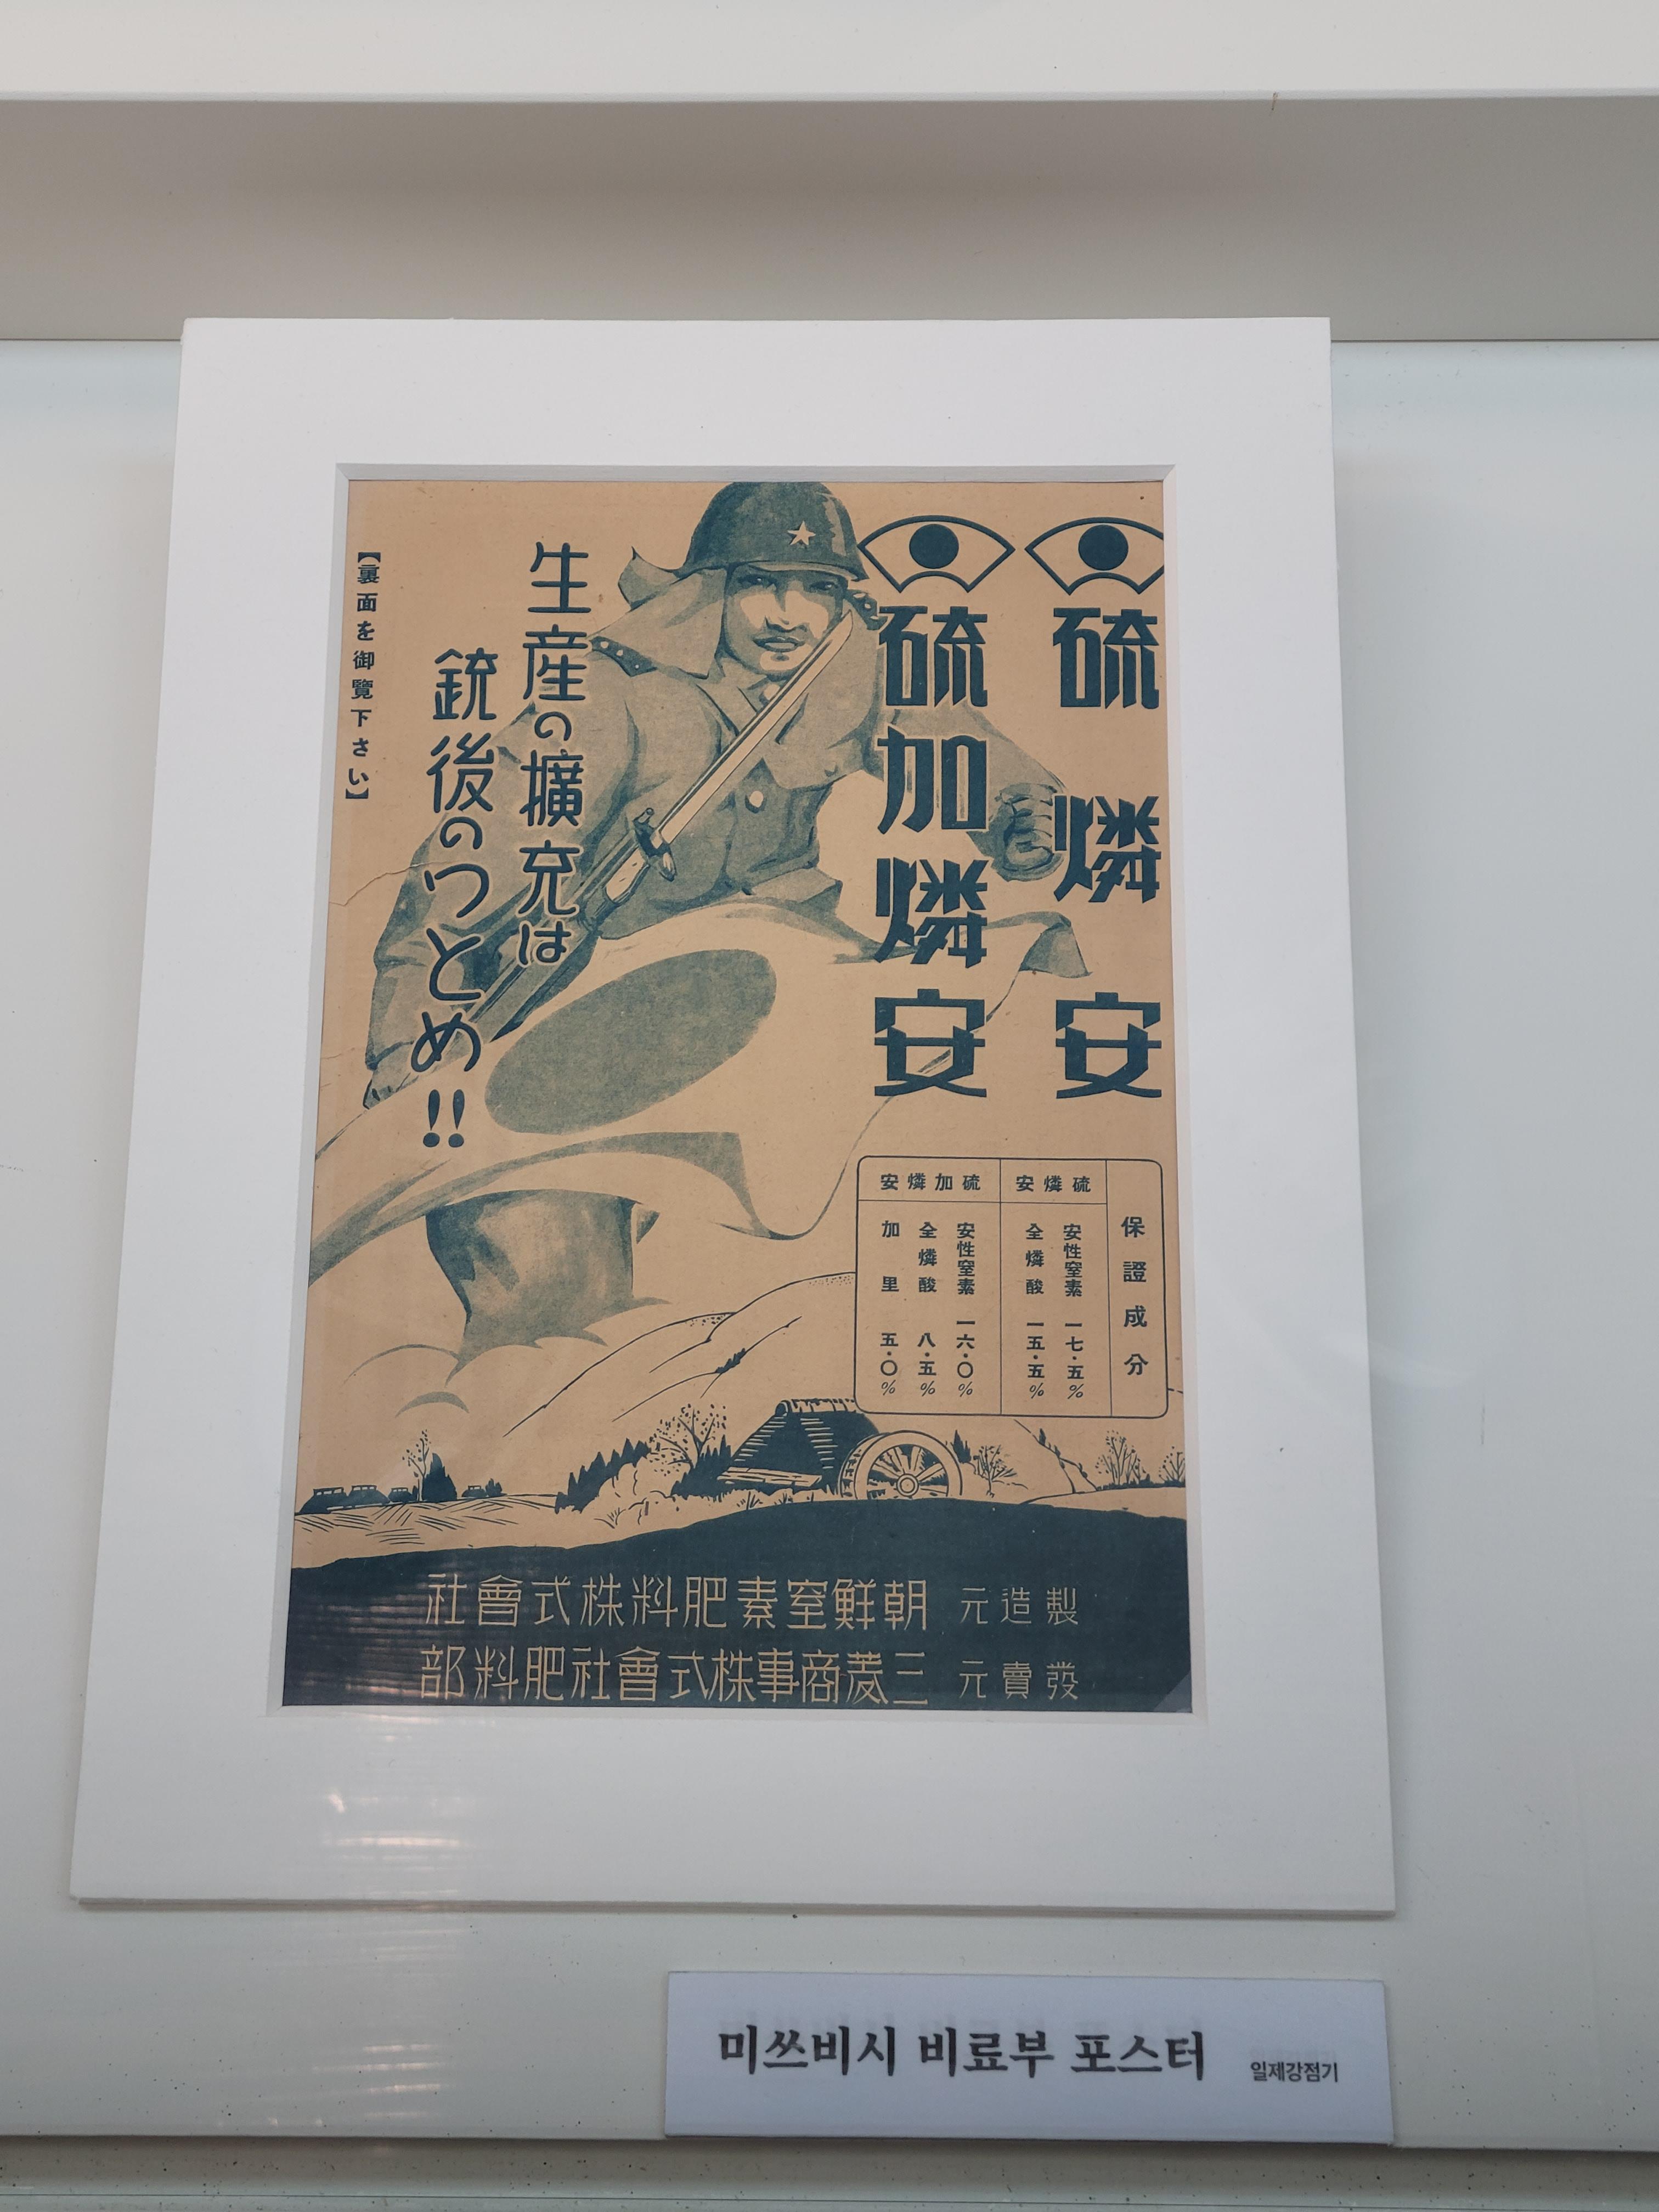 硫燐安
硫加燐安
生産の擴充は
銃後のつとめ!!
【裏面を御覽下さい】
保證成分
硫燐安
安性窒素 一七・五%
全燐酸 一五・五%
硫加燐安
安性窒素 一六・〇%
全燐酸 八・五%
加里 五・〇%
製造元 朝鮮窒素肥料株式會社
發賣元 三菱商事株式會社肥料部
미쓰비시 비료부 포스터 일제강점기